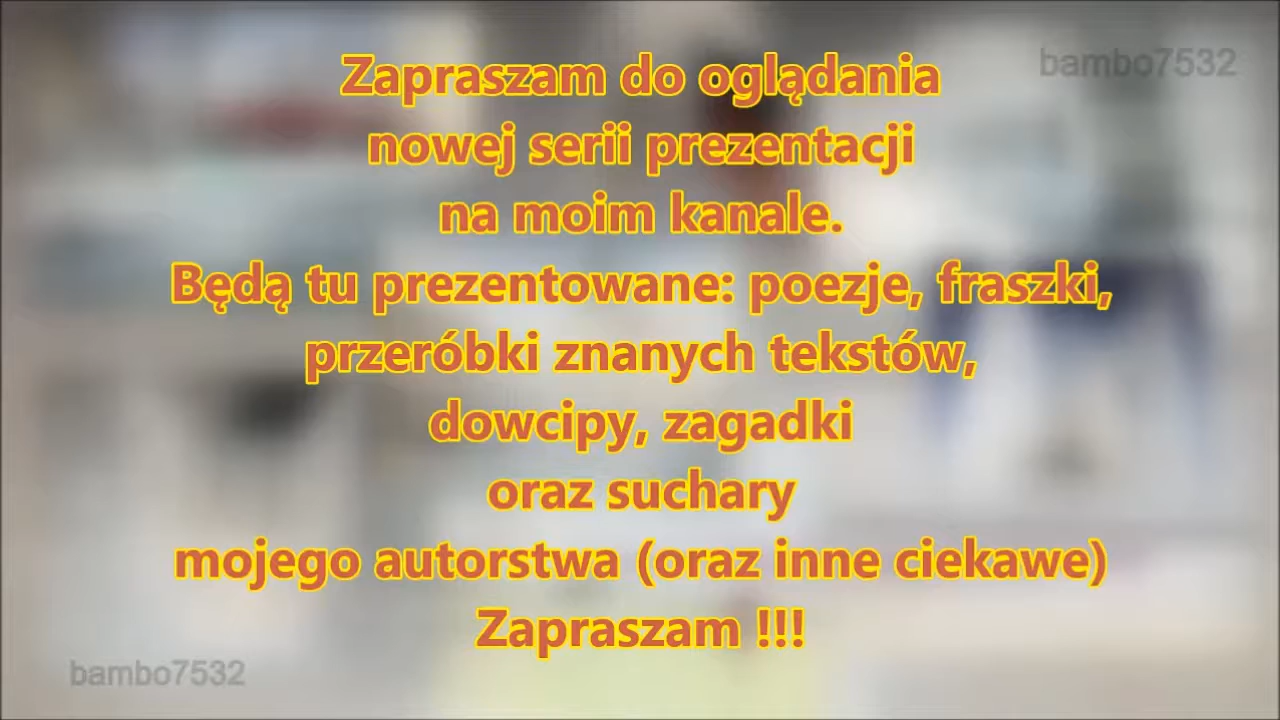 bambo7532
Zapraszam do oglądania
nowej serii prezentacji
na moim kanale.
Będą tu prezentowane: poezje, fraszki,
przeróbki znanych tekstów,
dowcipy, zagadki
oraz suchary
mojego autorstwa (oraz inne ciekawe)
Zapraszam !!!
bambo7532